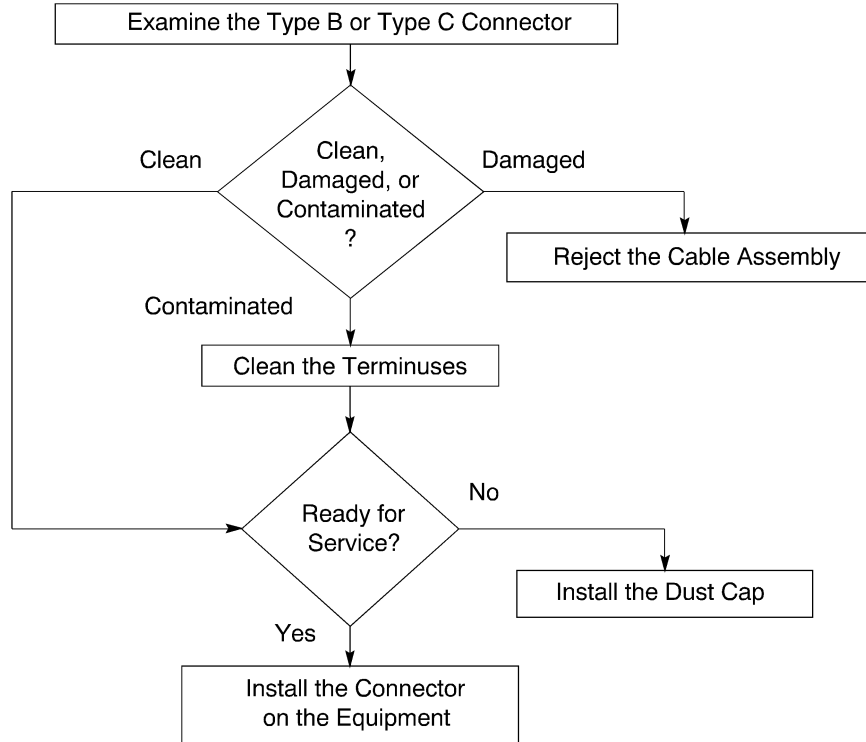 Examine the Type B or Type C Connector
Clean
Clean,
Damaged, or
Contaminated
?
Damaged
Reject the Cable Assembly
Contaminated
Clean the Terminuses
Ready for
Service?
No
Install the Dust Cap
Yes
Install the Connector
on the Equipment